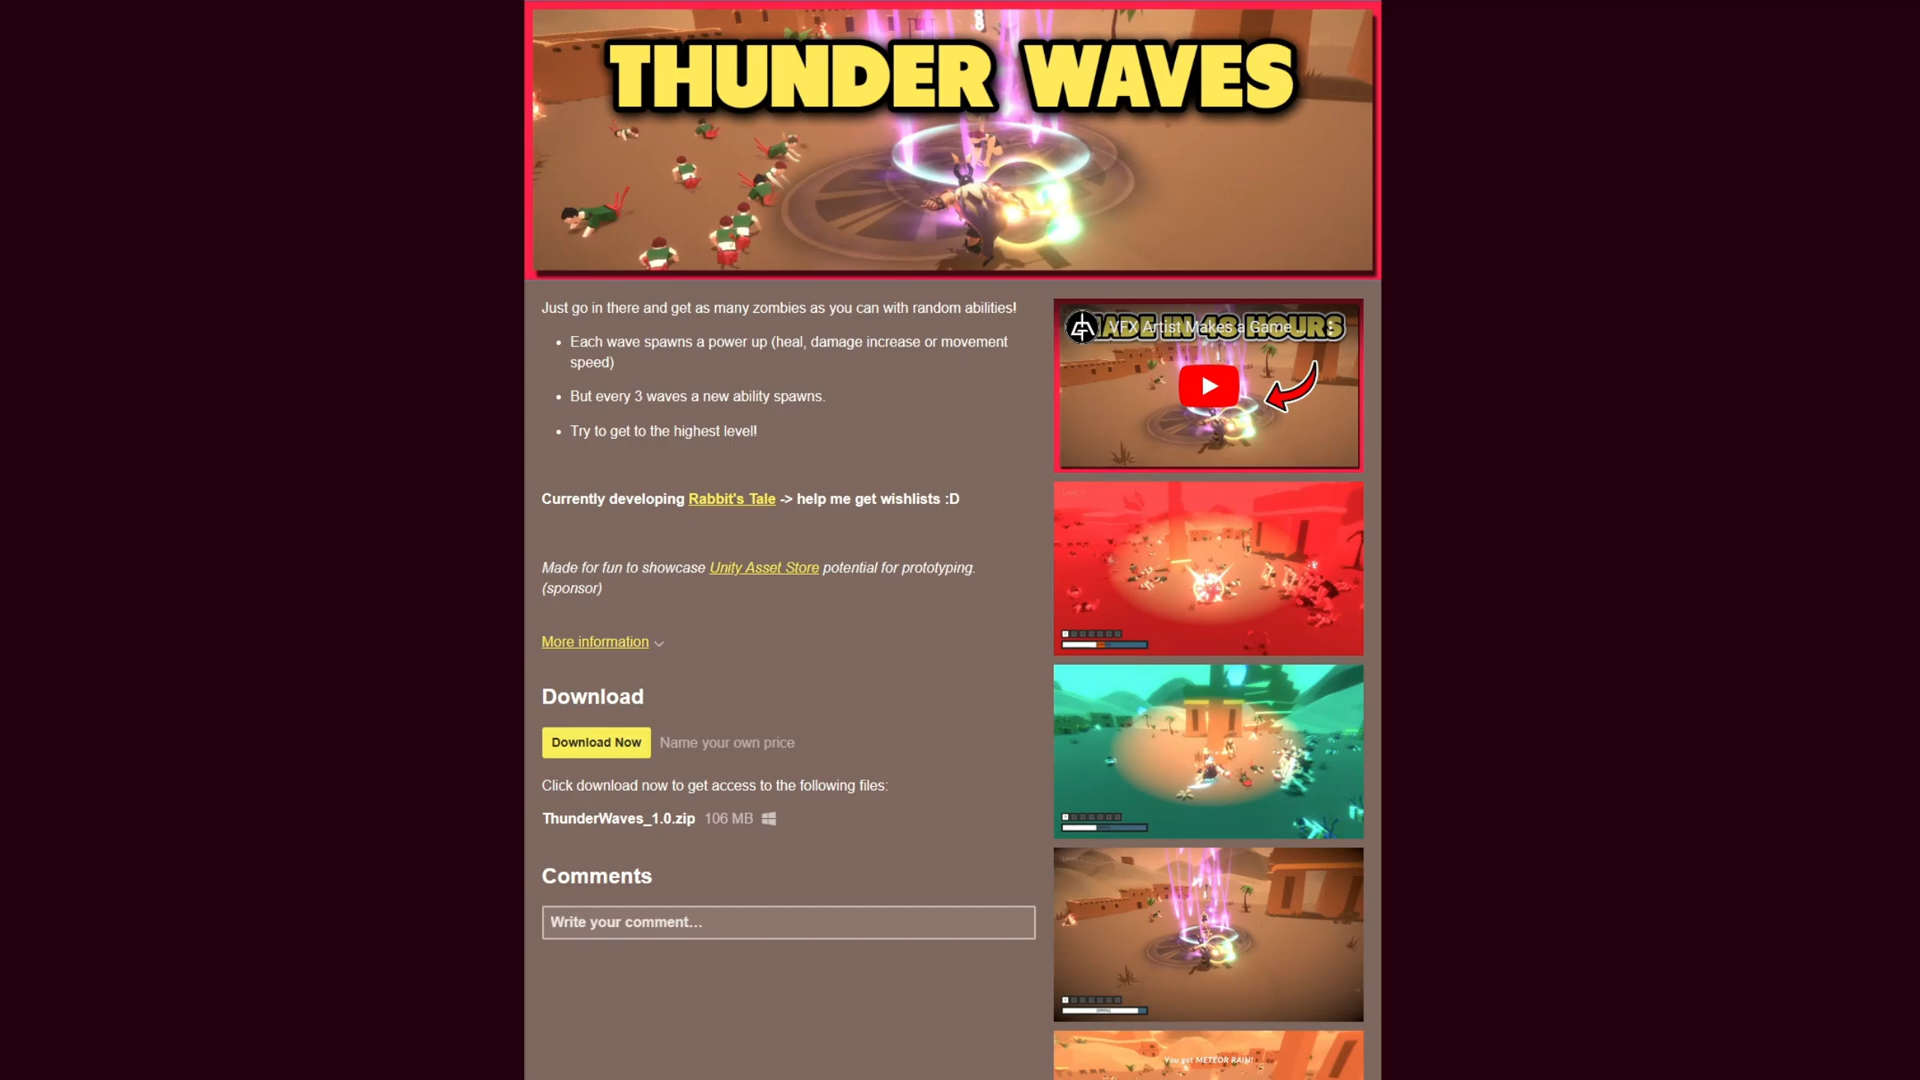 THUNDER WAVES
Just go in there and get as many zombies as you can with random abilities!
• Each wave spawns a power up (heal, damage increase or movement
speed)
• But every 3 waves a new ability spawns.
• Try to get to the highest level!
Currently developing Rabbit's Tale -> help me get wishlists :D
Made for fun to showcase Unity Asset Store potential for prototyping.
(sponsor)
More information
Download
Download Now Name your own price
Click download now to get access to the following files:
ThunderWaves_1.0.zip 106 MB
Comments
Write your comment...
VFX Artist Makes a Game ...
MADE IN 48 HOURS
You got METEOR RAIN!